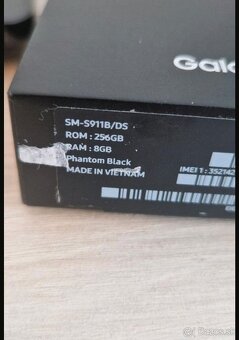 Gala
SM-S911B/DS
ROM : 256GB
RAM : 8GB
Phantom Black
MADE IN VIETNAM
IMEI 1 : 352142